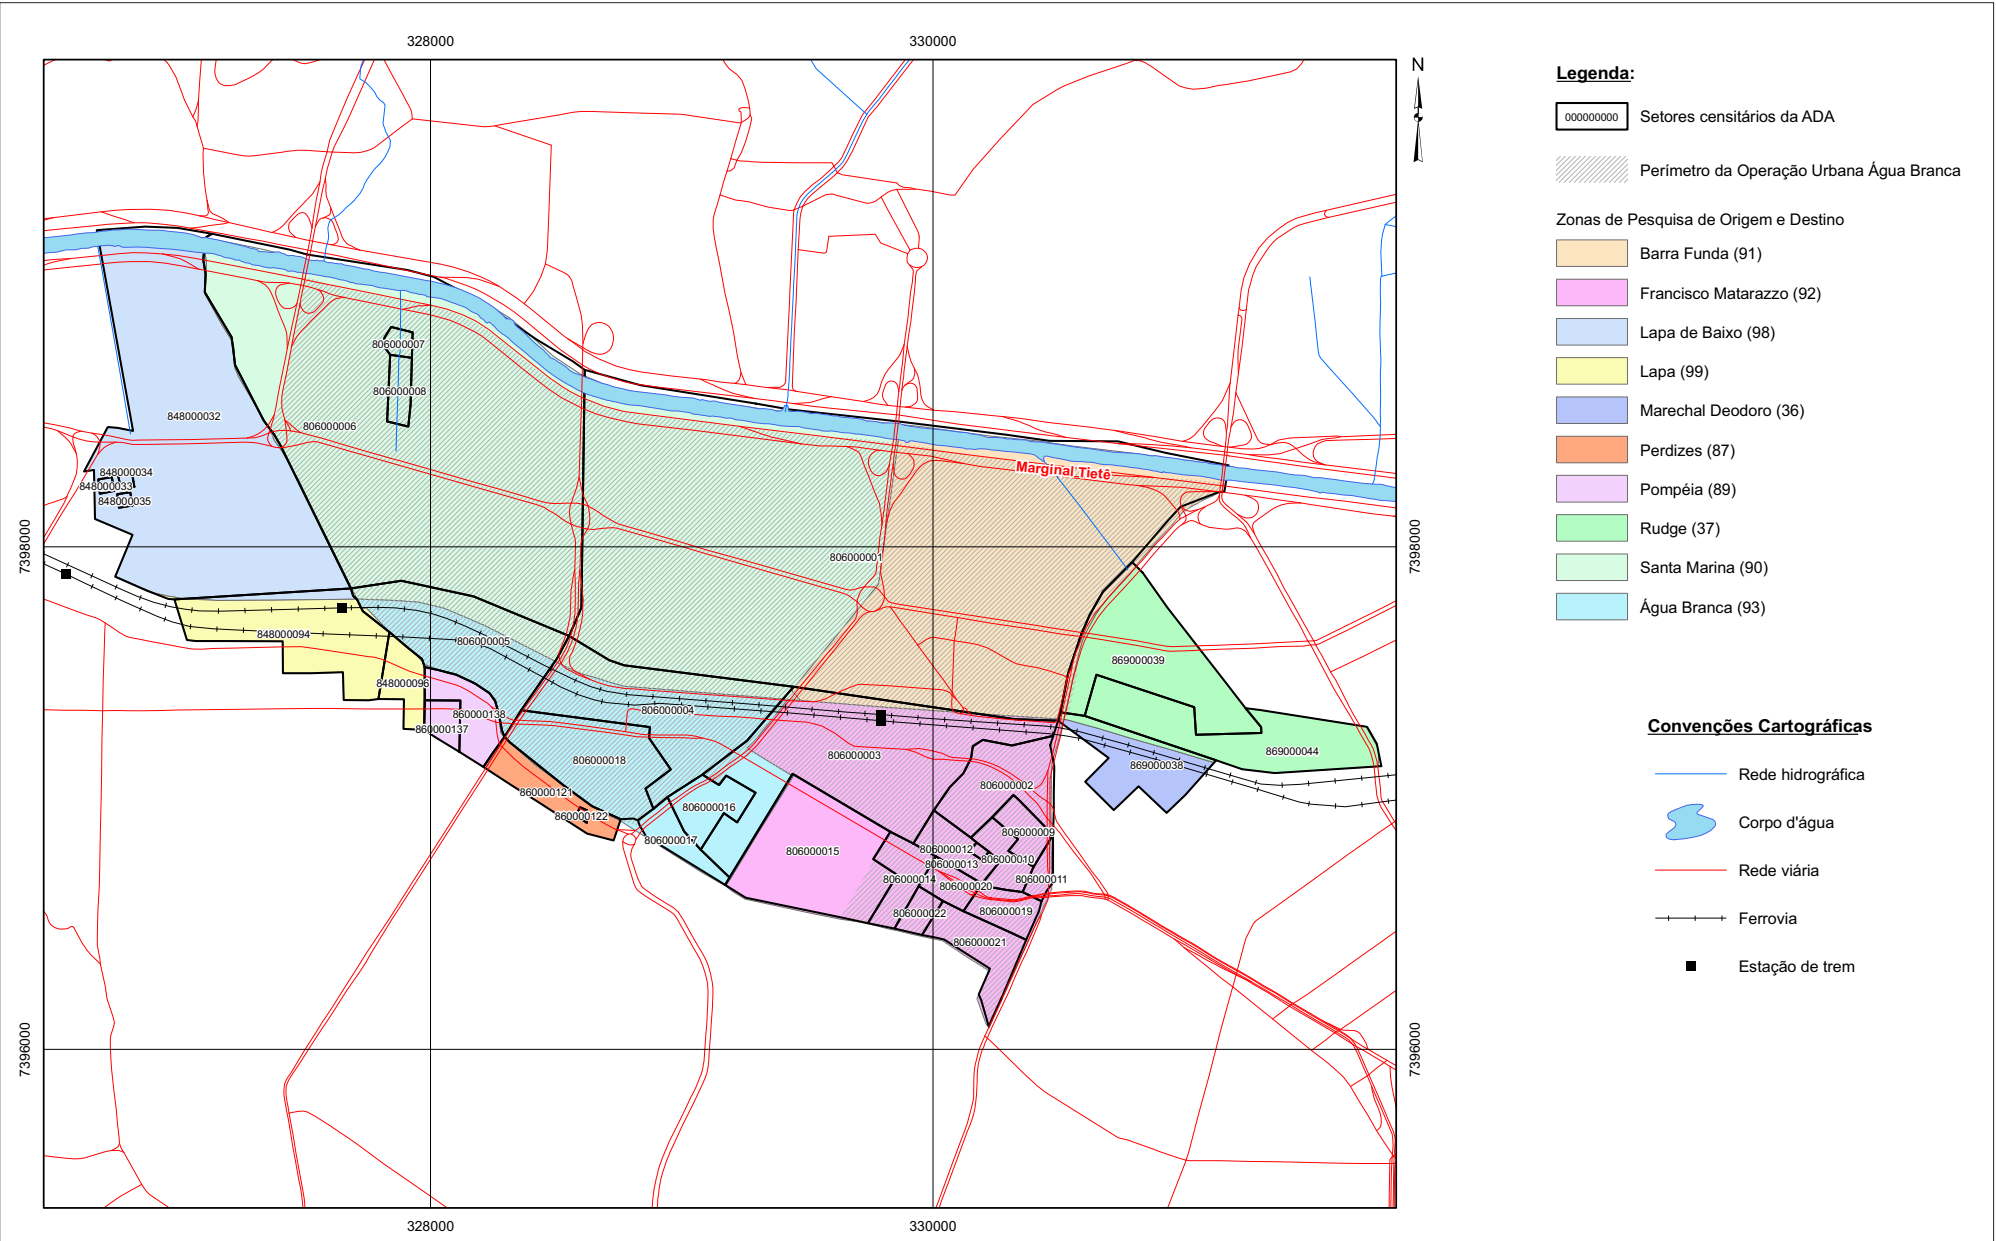 328000
330000
N
Legenda:
000000000
Setores censitários da ADA
Perímetro da Operação Urbana Água Branca
Zonas de Pesquisa de Origem e Destino
Barra Funda (91)
Francisco Matarazzo (92)
Lapa de Baixo (98)
Lapa (99)
Marechal Deodoro (36)
Perdizes (87)
Pompéia (89)
Rudge (37)
Santa Marina (90)
Água Branca (93)
Convenções Cartográficas
Rede hidrográfica
Corpo d'água
Rede viária
Ferrovia
Estação de trem
806000007
806000008
848000032
806000006
Marginal Tietê
848000034
848000033
848000035
7398000
7398000
806000001
848000094
806000005
848000096
869000039
860000138
806000004
860000137
806000003
869000044
806000018
869000038
806000002
860000121
806000016
860000122
806000017
806000009
806000015
806000012
806000010
806000013
806000014
806000011
806000020
806000022
806000019
806000021
7396000
7396000
328000
330000